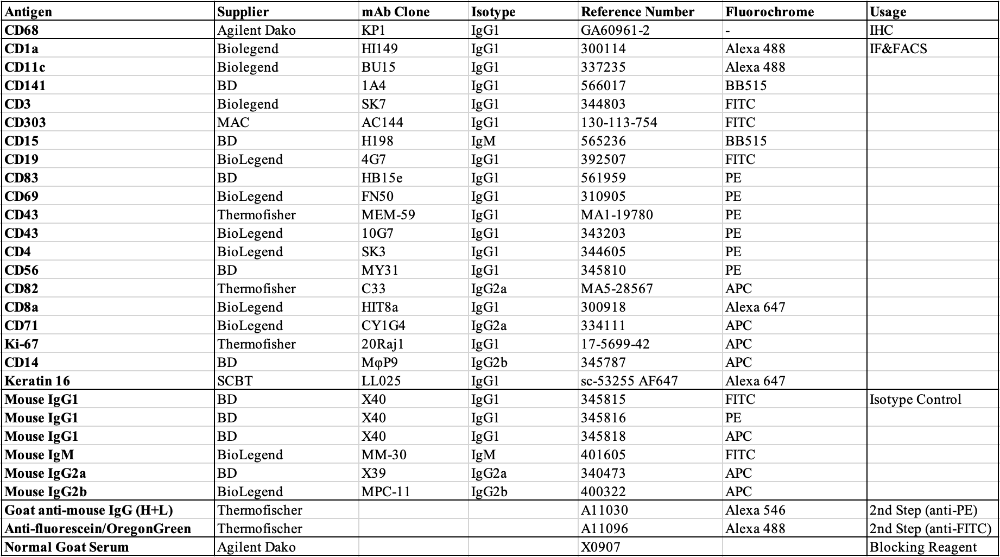 Antigen Supplier mAb Clone Isotype Reference Number Fluorochrome Usage
CD68 Agilent Dako KP1 IgG1 GA60961-2 - IHC
CD1a Biolegend HI149 IgG1 300114 Alexa 488 IF&FACS
CD11c Biolegend BU15 IgG1 337235 Alexa 488
CD141 BD 1A4 IgG1 566017 BB515
CD3 Biolegend SK7 IgG1 344803 FITC
CD303 MAC AC144 IgG1 130-113-754 FITC
CD15 BD H198 IgM 565236 BB515
CD19 BioLegend 4G7 IgG1 392507 FITC
CD83 BD HB15e IgG1 561959 PE
CD69 BioLegend FN50 IgG1 310905 PE
CD43 Thermofisher MEM-59 IgG1 MA1-19780 PE
CD43 BioLegend 10G7 IgG1 343203 PE
CD4 BioLegend SK3 IgG1 344605 PE
CD56 BD MY31 IgG1 345810 PE
CD82 Thermofisher C33 IgG2a MA5-28567 APC
CD8a BioLegend HIT8a IgG1 300918 Alexa 647
CD71 BioLegend CY1G4 IgG2a 334111 APC
Ki-67 Thermofisher 20Raj1 IgG1 17-5699-42 APC
CD14 BD MφP9 IgG2b 345787 APC
Keratin 16 SCBT LL025 IgG1 sc-53255 AF647 Alexa 647
Mouse IgG1 BD X40 IgG1 345815 FITC Isotype Control
Mouse IgG1 BD X40 IgG1 345816 PE
Mouse IgG1 BD X40 IgG1 345818 APC
Mouse IgM BioLegend MM-30 IgM 401605 FITC
Mouse IgG2a BD X39 IgG2a 340473 APC
Mouse IgG2b BioLegend MPC-11 IgG2b 400322 APC
Goat anti-mouse IgG (H+L) Thermofischer A11030 Alexa 546 2nd Step (anti-PE)
Anti-fluorescein/OregonGreen Thermofischer A11096 Alexa 488 2nd Step (anti-FITC)
Normal Goat Serum Agilent Dako X0907 Blocking Reagent